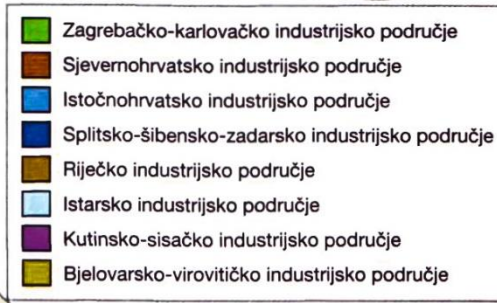 Zagrebačko-karlovačko industrijsko područje
Sjevernohrvatsko industrijsko područje
Istočnohrvatsko industrijsko područje
Splitsko-šibensko-zadarsko industrijsko područje
Riječko industrijsko područje
Istarsko industrijsko područje
Kutinsko-sisačko industrijsko područje
Bjelovarsko-virovitičko industrijsko područje